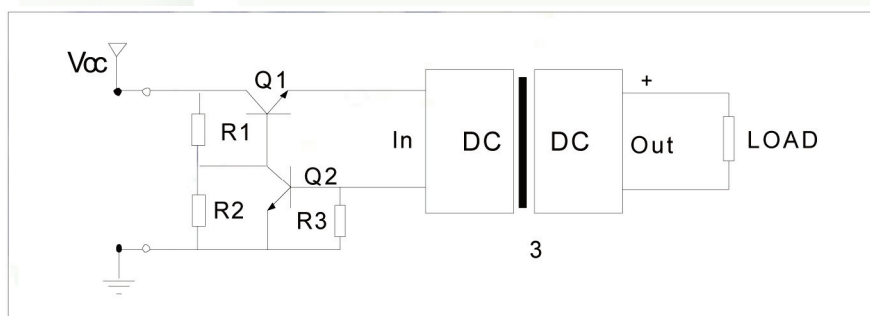 Vcc
Q1
R1
In
DC
DC
+
Out
LOAD
Q2
R2
R3
3